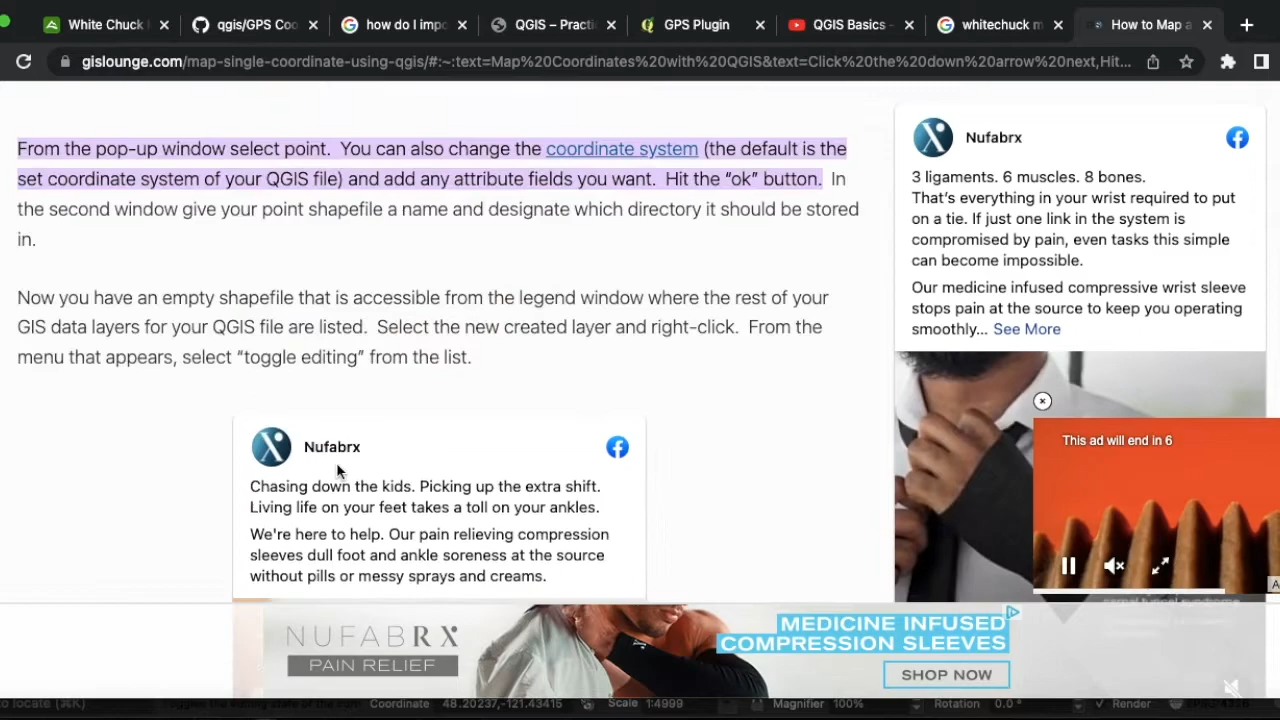 White Chuck
qgis/GPS Coo
how do I impo
QGIS – Practi
GPS Plugin
QGIS Basics -
whitechuck m
How to Map a
gislounge.com/map-single-coordinate-using-qgis/#:~:text=Map%20Coordinates%20with%20QGIS&text=Click%20the%20down%20arrow%20next,Hit...
From the pop-up window select point. You can also change the coordinate system (the default is the
set coordinate system of your QGIS file) and add any attribute fields you want. Hit the “ok” button. In
the second window give your point shapefile a name and designate which directory it should be stored
in.
Now you have an empty shapefile that is accessible from the legend window where the rest of your
GIS data layers for your QGIS file are listed. Select the new created layer and right-click. From the
menu that appears, select “toggle editing” from the list.
Nufabrx
Chasing down the kids. Picking up the extra shift.
Living life on your feet takes a toll on your ankles.
We're here to help. Our pain relieving compression
sleeves dull foot and ankle soreness at the source
without pills or messy sprays and creams.
Nufabrx
3 ligaments. 6 muscles. 8 bones.
That’s everything in your wrist required to put
on a tie. If just one link in the system is
compromised by pain, even tasks this simple
can become impossible.
Our medicine infused compressive wrist sleeve
stops pain at the source to keep you operating
smoothly... See More
This ad will end in 6
A
NUFABRX
PAIN RELIEF
MEDICINE INFUSED
COMPRESSION SLEEVES
SHOP NOW
to locate (⌘K)
Coordinate 48.20237,-121.43415
Scale 1:4999
Magnifier 100%
Rotation 0.0 °
Render